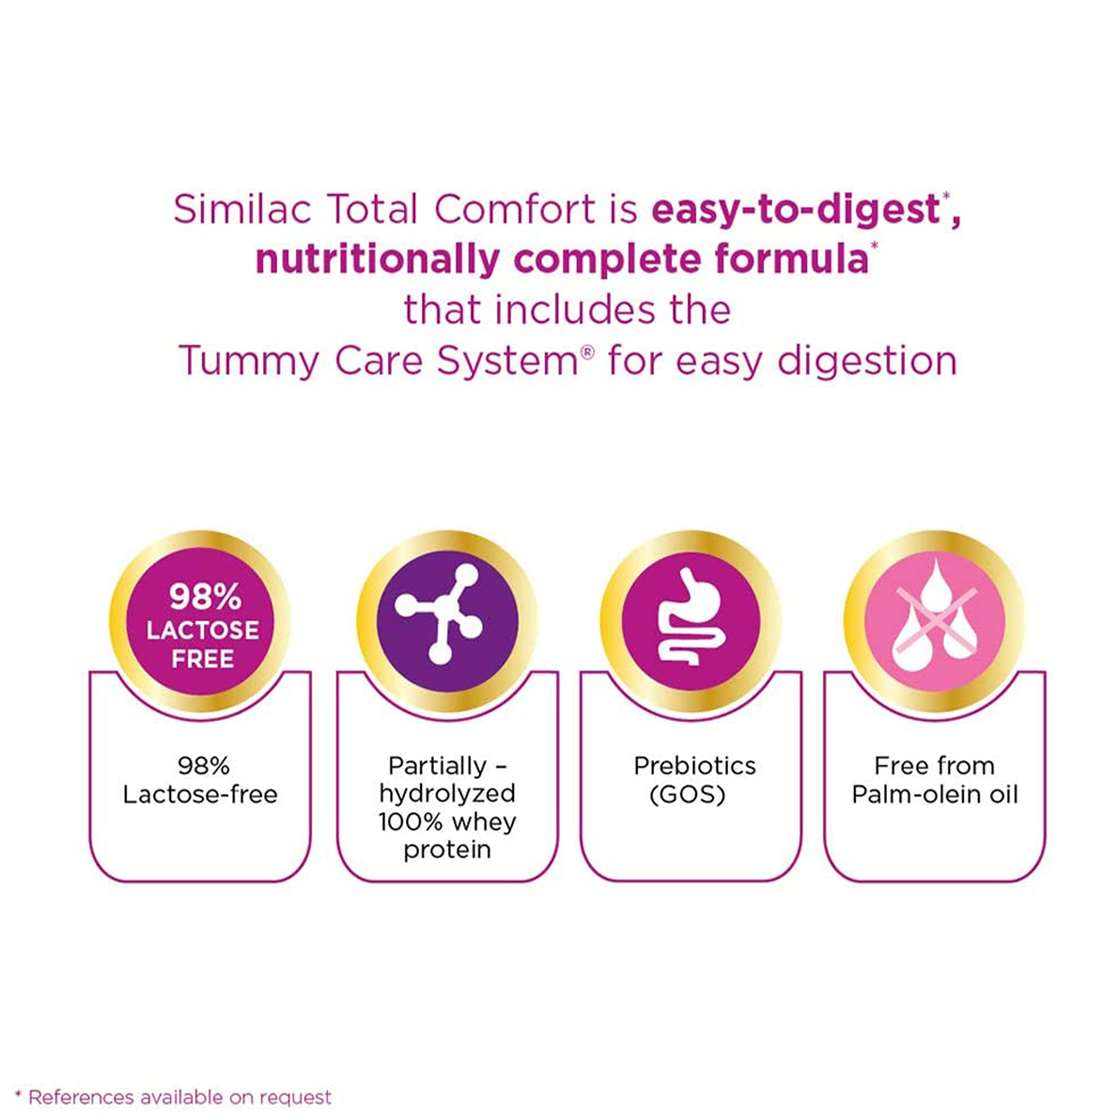 Similac Total Comfort is easy-to-digest*,
nutritionally complete formula*
that includes the
Tummy Care System® for easy digestion
98%
LACTOSE
FREE
98%
Lactose-free
Partially –
hydrolyzed
100% whey
protein
Prebiotics
(GOS)
Free from
Palm-olein oil
* References available on request